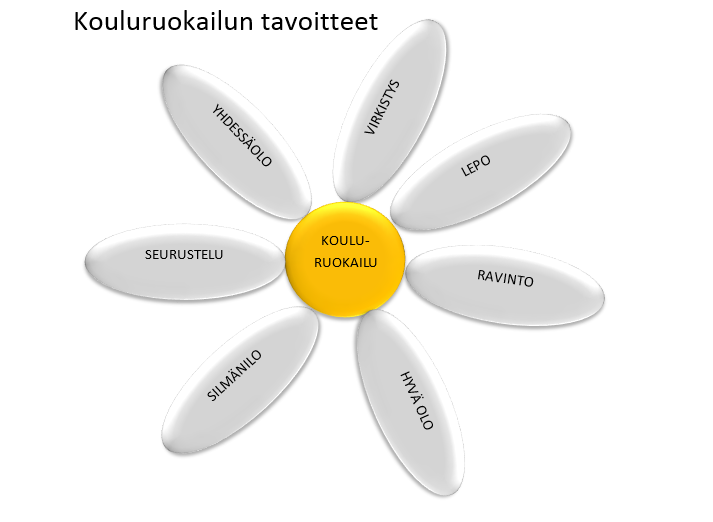 Kouluruokailun tavoitteet
VIRKISTYS
YHDESSÄOLO
LEPO
KOULU-
RUOKAILU
SEURUSTELU
RAVINTO
SILMÄNILO
HYVÄ OLO